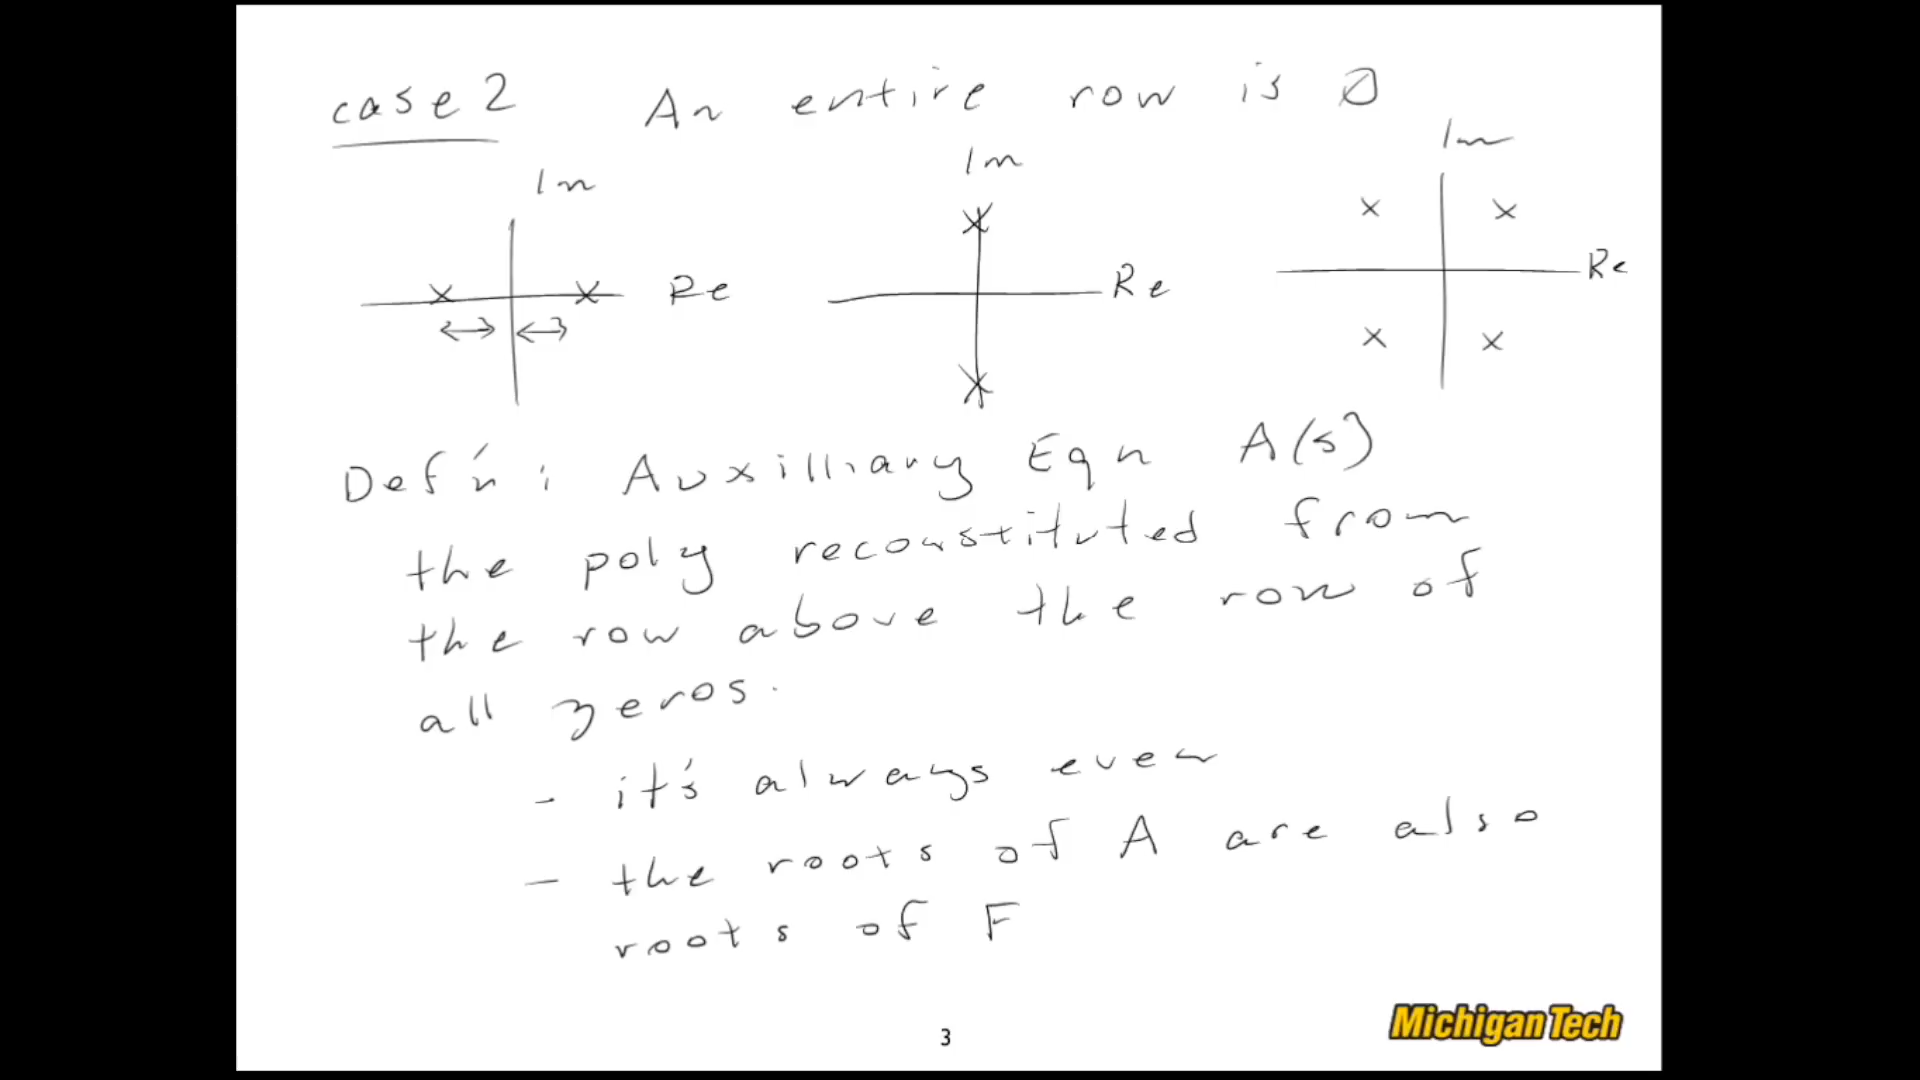 case 2 An entire row is Ø
Im Im Im
Re Re Re
Def'n : Auxilliary Eqn A(s)
the poly reconstituted from
the row above the row of
all zeros.
- it's always even
- the roots of A are also
roots of F
Michigan Tech
3